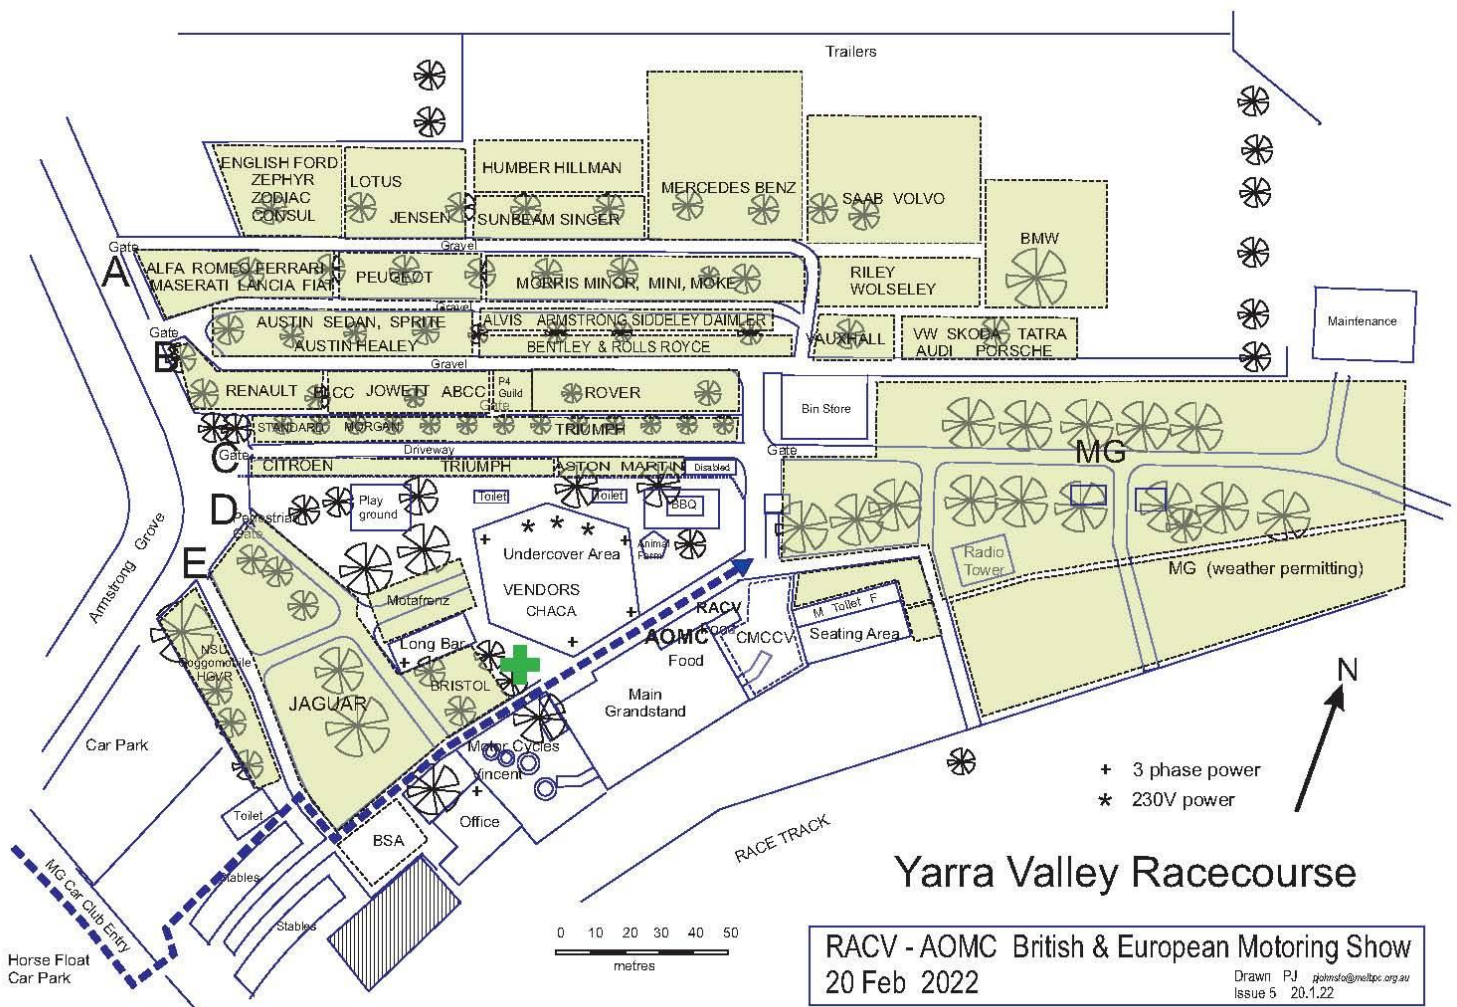 Trailers
ENGLISH FORD
ZEPHYR
ZODIAC
CONSUL
LOTUS
JENSEN
HUMBER HILLMAN
SUNBEAM SINGER
MERCEDES BENZ
SAAB VOLVO
BMW
Gate
A
Gravel
ALFA ROMEO FERRARI
MASERATI LANCIA FIAT
PEUGEOT
MORRIS MINOR, MINI, MOKE
RILEY
WOLSELEY
Gravel
Gate
B
AUSTIN SEDAN, SPRITE
AUSTIN HEALEY
ALVIS ARMSTRONG SIDDELEY DAIMLER
BENTLEY & ROLLS ROYCE
VAUXHALL
VW SKODA TATRA
AUDI PORSCHE
Maintenance
Gravel
RENAULT
JOWETT ABCC
P4
Guild
Gate
ROVER
Bin Store
STANDARD
MORGAN
TRIUMPH
Driveway
Gate
C
CITROEN
TRIUMPH
ASTON MARTIN
Disabled
Gate
MG
D
Pedestrian
Gate
Play
ground
Toilet
Toilet
BBQ
Animal
Farm
Undercover Area
VENDORS
CHACA
E
Armstrong Grove
Motafrenz
Long Bar
BRISTOL
JAGUAR
NSU
Goggomobile
HGVR
RACV
Food
AOMC
Food
CMCCV
M Toilet F
Seating Area
Radio
Tower
MG (weather permitting)
Main
Grandstand
Motor Cycles
Vincent
Office
BSA
Car Park
Toilet
Stables
Stables
MG Car Club Entry
Horse Float
Car Park
RACE TRACK
N
+ 3 phase power
* 230V power
0 10 20 30 40 50
metres
Yarra Valley Racecourse
RACV - AOMC British & European Motoring Show
20 Feb 2022
Drawn PJ
Issue 5 20.1.22